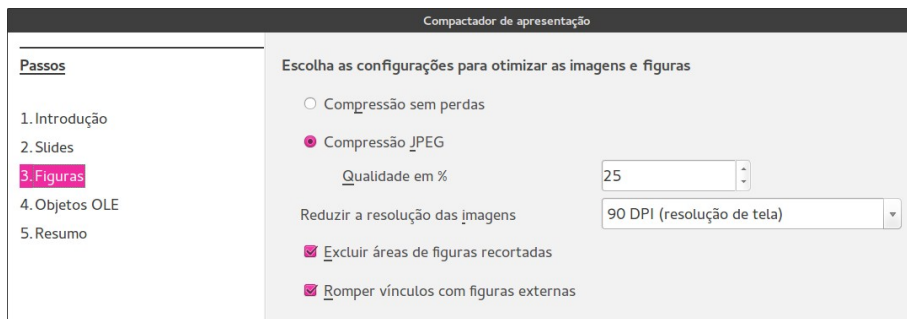 Compactador de apresentação
Passos
1. Introdução
2. Slides
3. Figuras
4. Objetos OLE
5. Resumo
Escolha as configurações para otimizar as imagens e figuras
Compressão sem perdas
Compressão JPEG
Qualidade em %
25
Reduzir a resolução das imagens
90 DPI (resolução de tela)
Excluir áreas de figuras recortadas
Romper vínculos com figuras externas